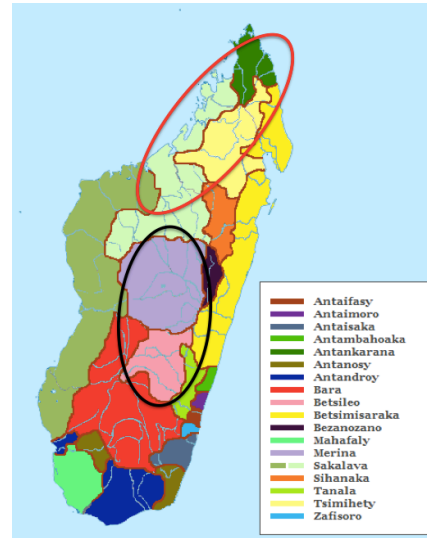 Antaifasy
Antaimoro
Antaisaka
Antambahoaka
Antankarana
Antanosy
Antandroy
Bara
Betsileo
Betsimisaraka
Bezanozano
Mahafaly
Merina
Sakalava
Sihanaka
Tanala
Tsimihety
Zafisoro